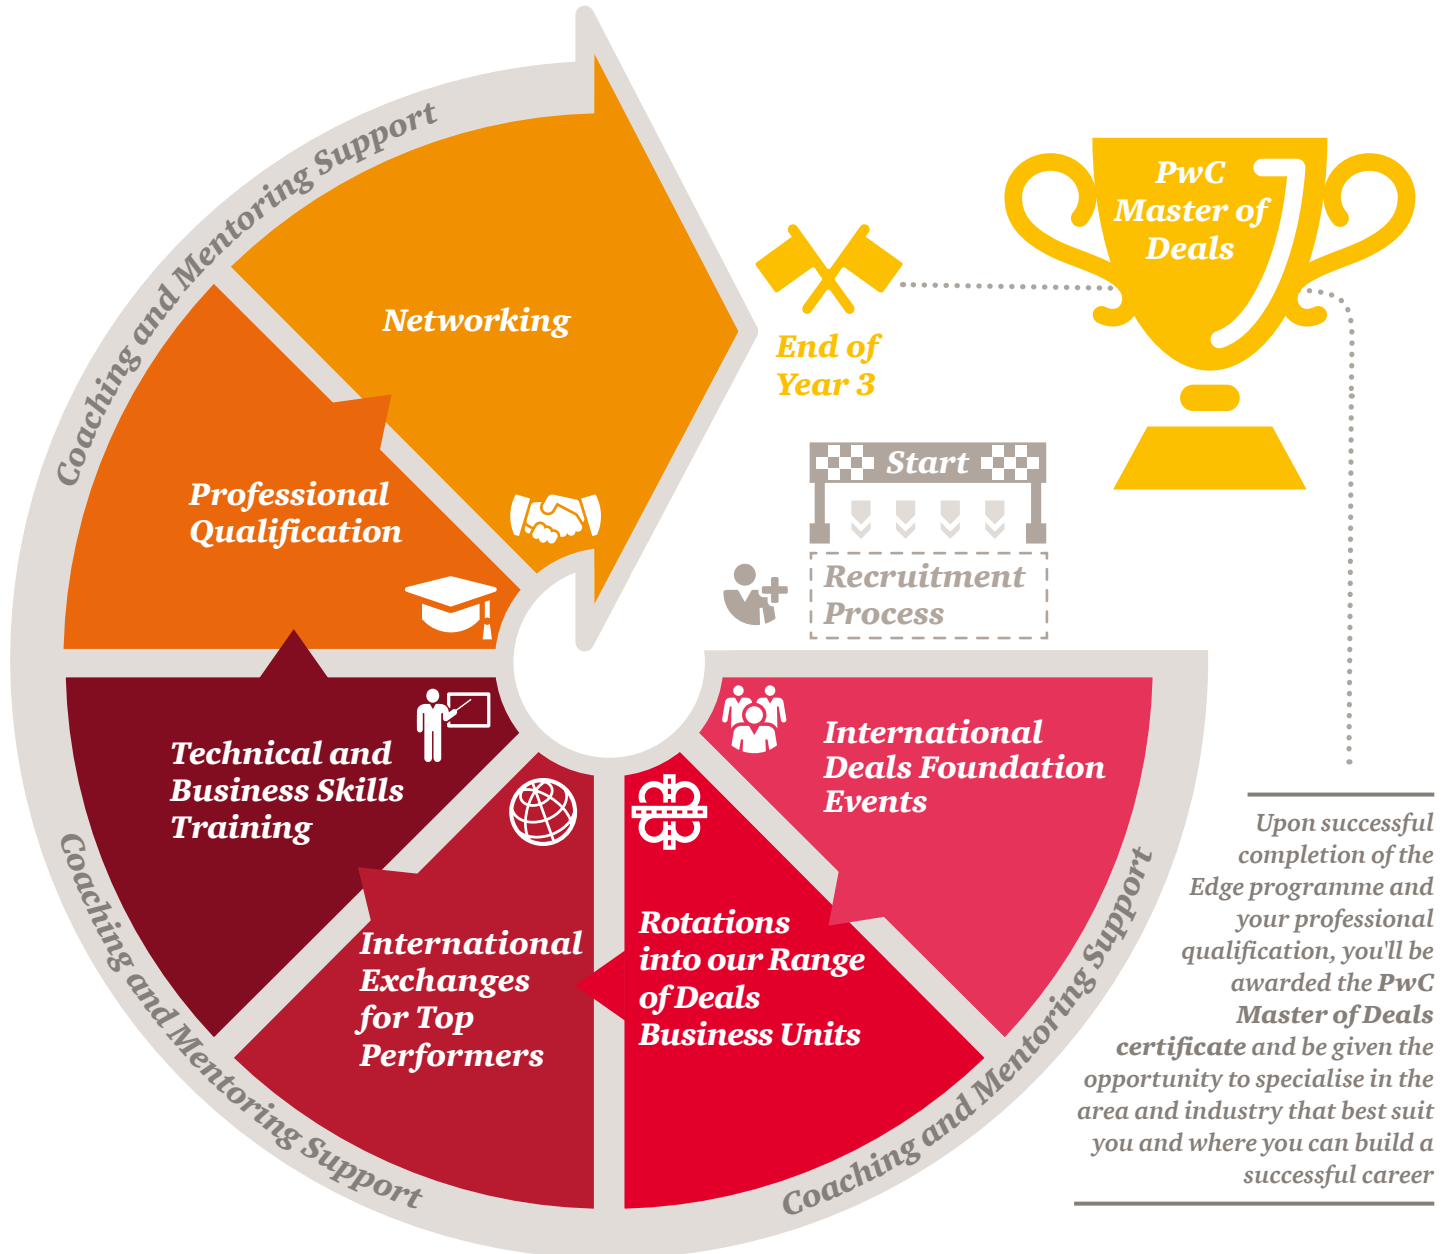 Start
Recruitment
Process
International
Deals Foundation
Events
Rotations
into our Range
of Deals
Business Units
International
Exchanges
for Top
Performers
Technical and
Business Skills
Training
Professional
Qualification
Networking
Coaching and Mentoring Support
Coaching and Mentoring Support
Coaching and Mentoring Support
End of
Year 3
PwC
Master of
Deals
Upon successful
completion of the
Edge programme and
your professional
qualification, you'll be
awarded the PwC
Master of Deals
certificate and be given the
opportunity to specialise in the
area and industry that best suit
you and where you can build a
successful career